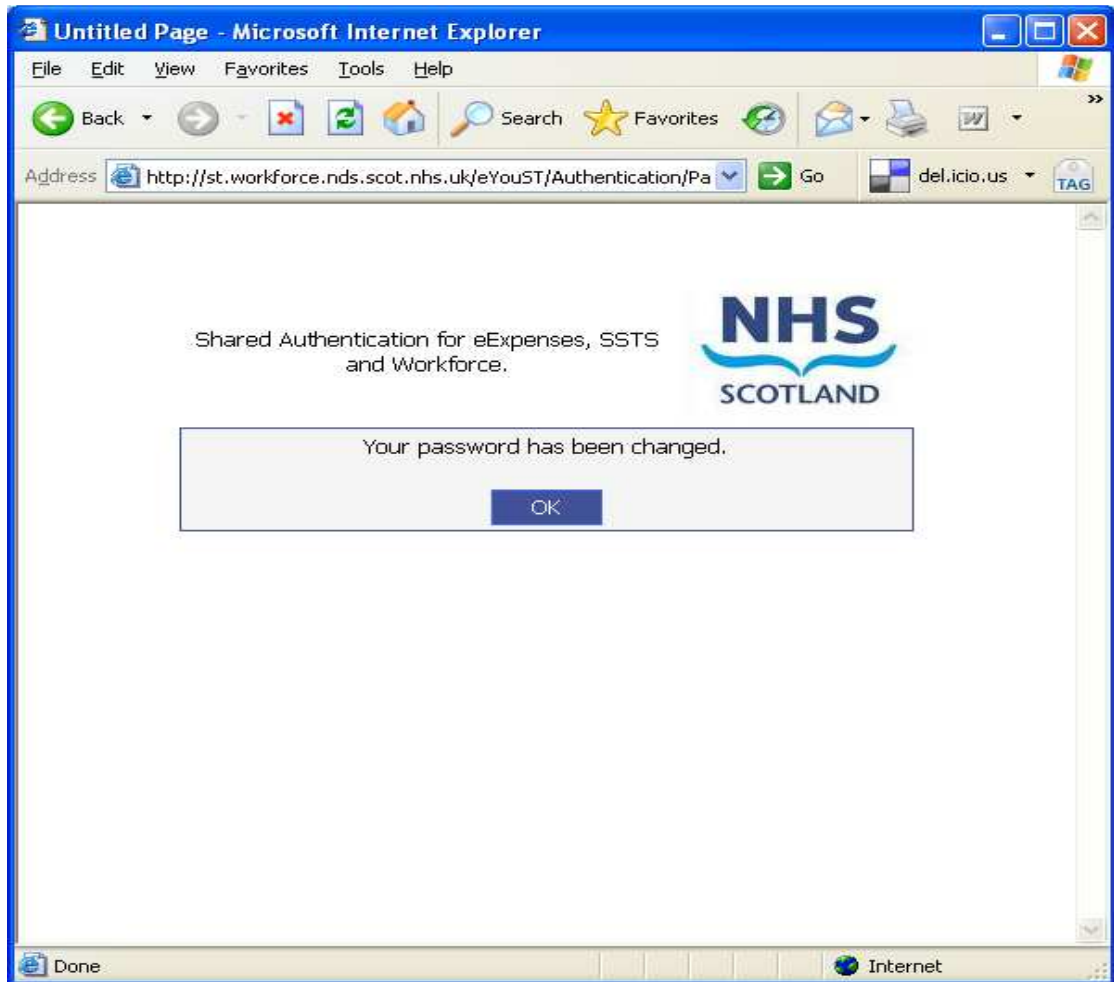 Untitled Page - Microsoft Internet Explorer
File Edit View Favorites Tools Help
Back Search Favorites »
Address http://st.workforce.nds.scot.nhs.uk/eYouST/Authentication/Pa Go del.icio.us TAG
NHS
SCOTLAND
Shared Authentication for eExpenses, SSTS
and Workforce.
Your password has been changed.
OK
Done Internet